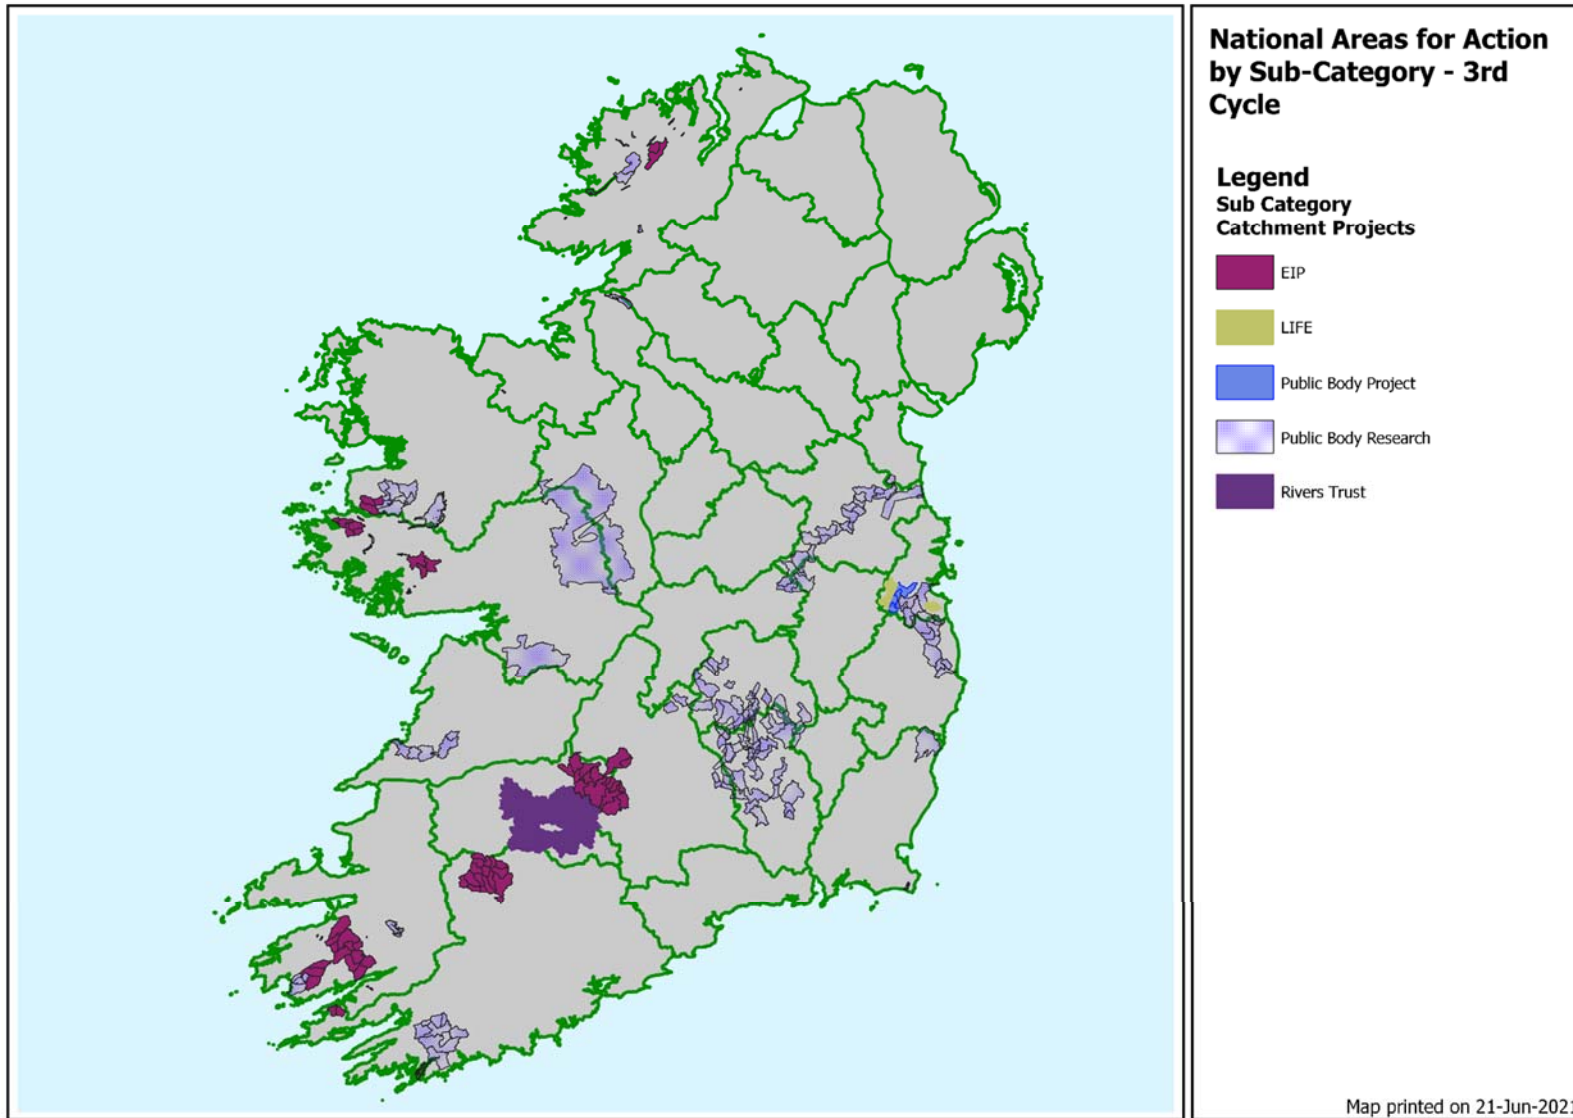 National Areas for Action
by Sub-Category - 3rd
Cycle
Legend
Sub Category
Catchment Projects
EIP
LIFE
Public Body Project
Public Body Research
Rivers Trust
Map printed on 21-Jun-2021